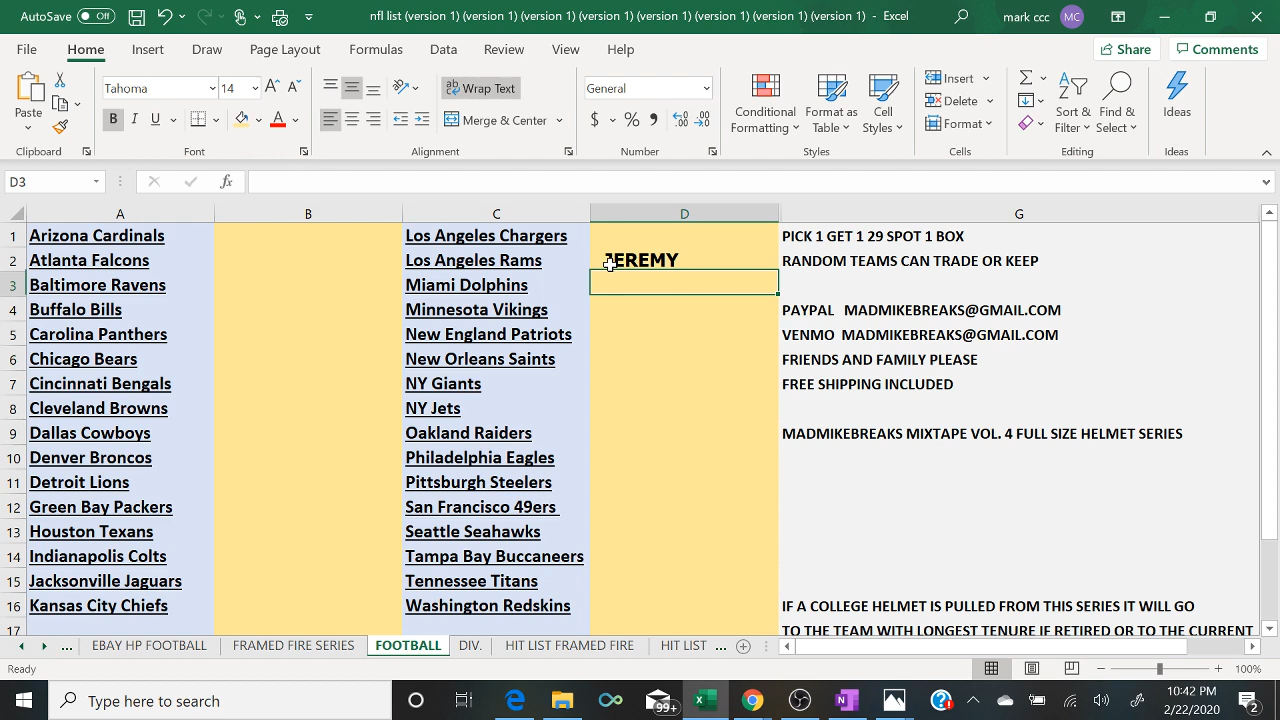 AutoSave Off
nfl list (version 1) (version 1) (version 1) (version 1) (version 1) (version 1) (version 1) (version 1) - Excel
mark ccc
MC
File Home Insert Draw Page Layout Formulas Data Review View Help
Share
Comments
Paste
Clipboard
Tahoma
14
B I U
A
Font
ab Wrap Text
Merge & Center
Alignment
General
$ % ,
Number
Conditional Formatting
Format as Table
Cell Styles
Styles
Insert
Delete
Format
Cells
Sort & Filter
Find & Select
Editing
Ideas
Ideas
D3
fx
A B C D G
1 Arizona Cardinals Los Angeles Chargers PICK 1 GET 1 29 SPOT 1 BOX
2 Atlanta Falcons Los Angeles Rams JEREMY RANDOM TEAMS CAN TRADE OR KEEP
3 Baltimore Ravens Miami Dolphins
4 Buffalo Bills Minnesota Vikings PAYPAL MADMIKEBREAKS@GMAIL.COM
5 Carolina Panthers New England Patriots VENMO MADMIKEBREAKS@GMAIL.COM
6 Chicago Bears New Orleans Saints FRIENDS AND FAMILY PLEASE
7 Cincinnati Bengals NY Giants FREE SHIPPING INCLUDED
8 Cleveland Browns NY Jets
9 Dallas Cowboys Oakland Raiders MADMIKEBREAKS MIXTAPE VOL. 4 FULL SIZE HELMET SERIES
10 Denver Broncos Philadelphia Eagles
11 Detroit Lions Pittsburgh Steelers
12 Green Bay Packers San Francisco 49ers
13 Houston Texans Seattle Seahawks
14 Indianapolis Colts Tampa Bay Buccaneers
15 Jacksonville Jaguars Tennessee Titans
16 Kansas City Chiefs Washington Redskins IF A COLLEGE HELMET IS PULLED FROM THIS SERIES IT WILL GO
17 TO THE TEAM WITH LONGEST TENURE IF RETIRED OR TO THE CURRENT
... EBAY HP FOOTBALL FRAMED FIRE SERIES FOOTBALL DIV. HIT LIST FRAMED FIRE HIT LIST ...
Ready
100%
Type here to search
99+
10:42 PM
2/22/2020
2